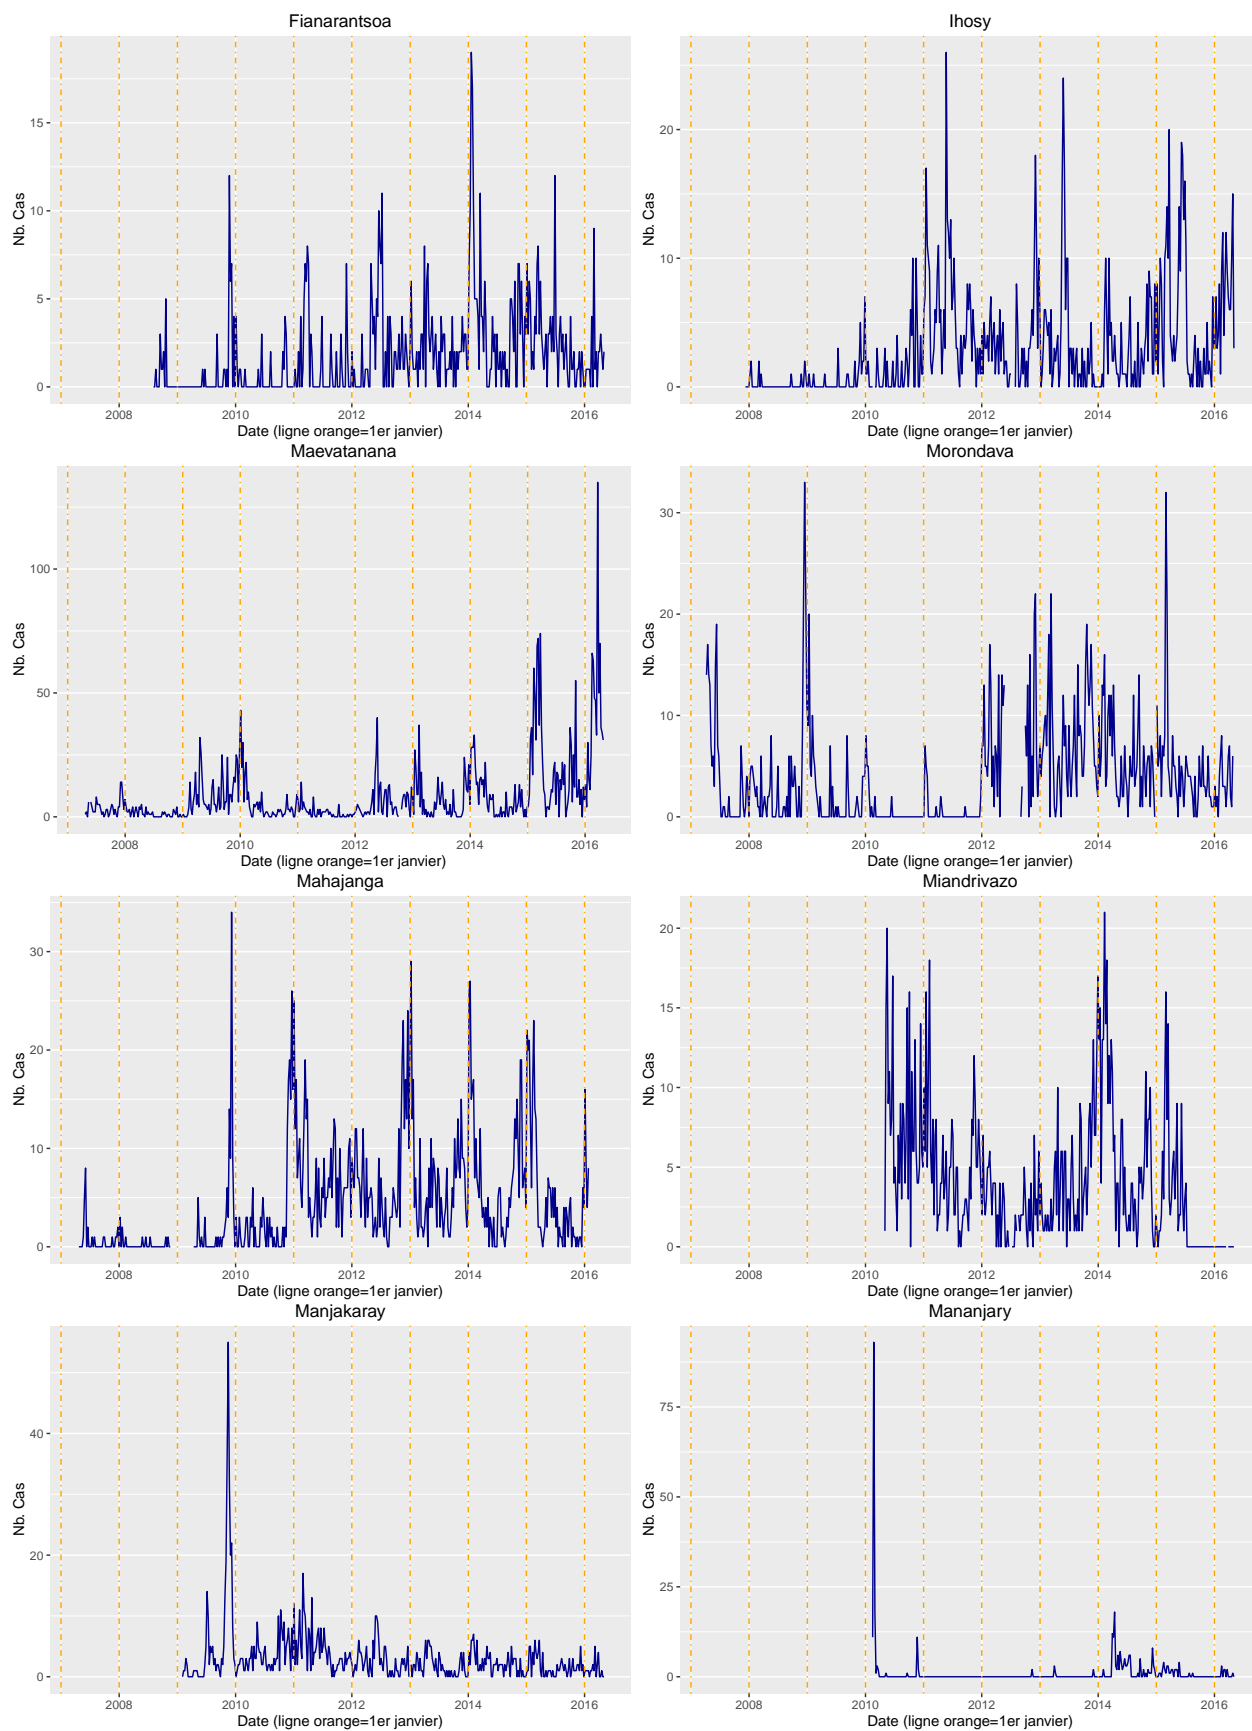 Fianarantsoa
15
10
5
0
Nb. Cas
2008 2010 2012 2014 2016
Date (ligne orange=1er janvier)
Ihosy
20
10
0
Nb. Cas
2008 2010 2012 2014 2016
Date (ligne orange=1er janvier)
Maevatanana
100
50
0
Nb. Cas
2008 2010 2012 2014 2016
Date (ligne orange=1er janvier)
Morondava
30
20
10
0
Nb. Cas
2008 2010 2012 2014 2016
Date (ligne orange=1er janvier)
Mahajanga
30
20
10
0
Nb. Cas
2008 2010 2012 2014 2016
Date (ligne orange=1er janvier)
Miandrivazo
20
15
10
5
0
Nb. Cas
2008 2010 2012 2014 2016
Date (ligne orange=1er janvier)
Manjakaray
40
20
0
Nb. Cas
2008 2010 2012 2014 2016
Date (ligne orange=1er janvier)
Mananjary
75
50
25
0
Nb. Cas
2008 2010 2012 2014 2016
Date (ligne orange=1er janvier)